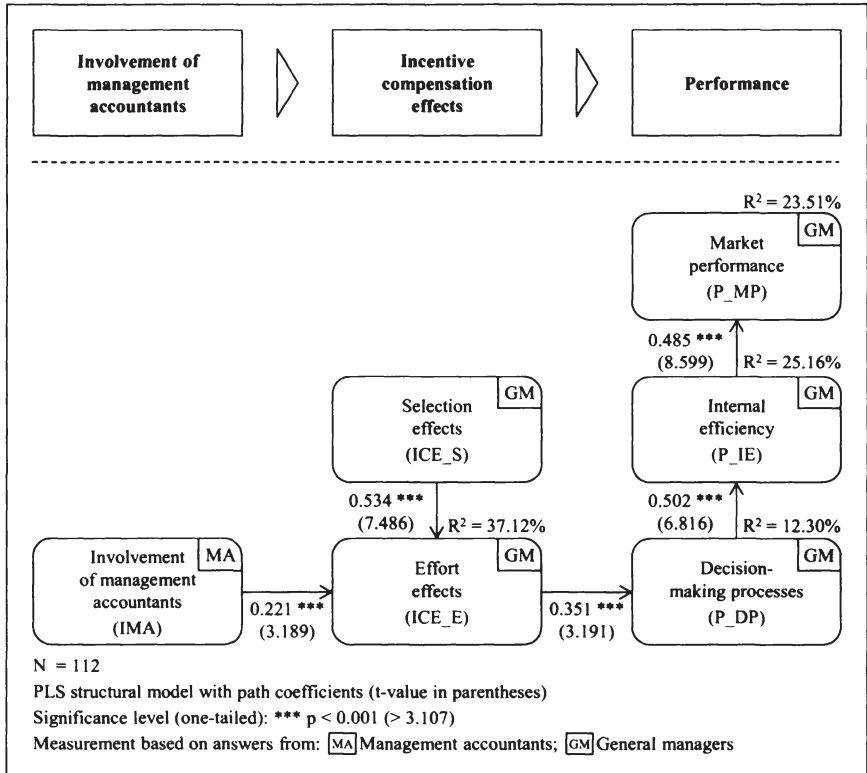 Involvement of
management
accountants
Incentive
compensation
effects
Performance
R² = 23.51%
GM
Market
performance
(P_MP)
0.485 ***
(8.599)
R² = 25.16%
GM
Selection
effects
(ICE_S)
GM
Internal
efficiency
(P_IE)
0.534 ***
(7.486)
R² = 37.12%
0.502 ***
(6.816)
R² = 12.30%
MA
Involvement
of management
accountants
(IMA)
0.221 ***
(3.189)
GM
Effort
effects
(ICE_E)
0.351 ***
(3.191)
GM
Decision-
making processes
(P_DP)
N = 112
PLS structural model with path coefficients (t-value in parentheses)
Significance level (one-tailed): *** p < 0.001 (> 3.107)
Measurement based on answers from: MA Management accountants; GM General managers